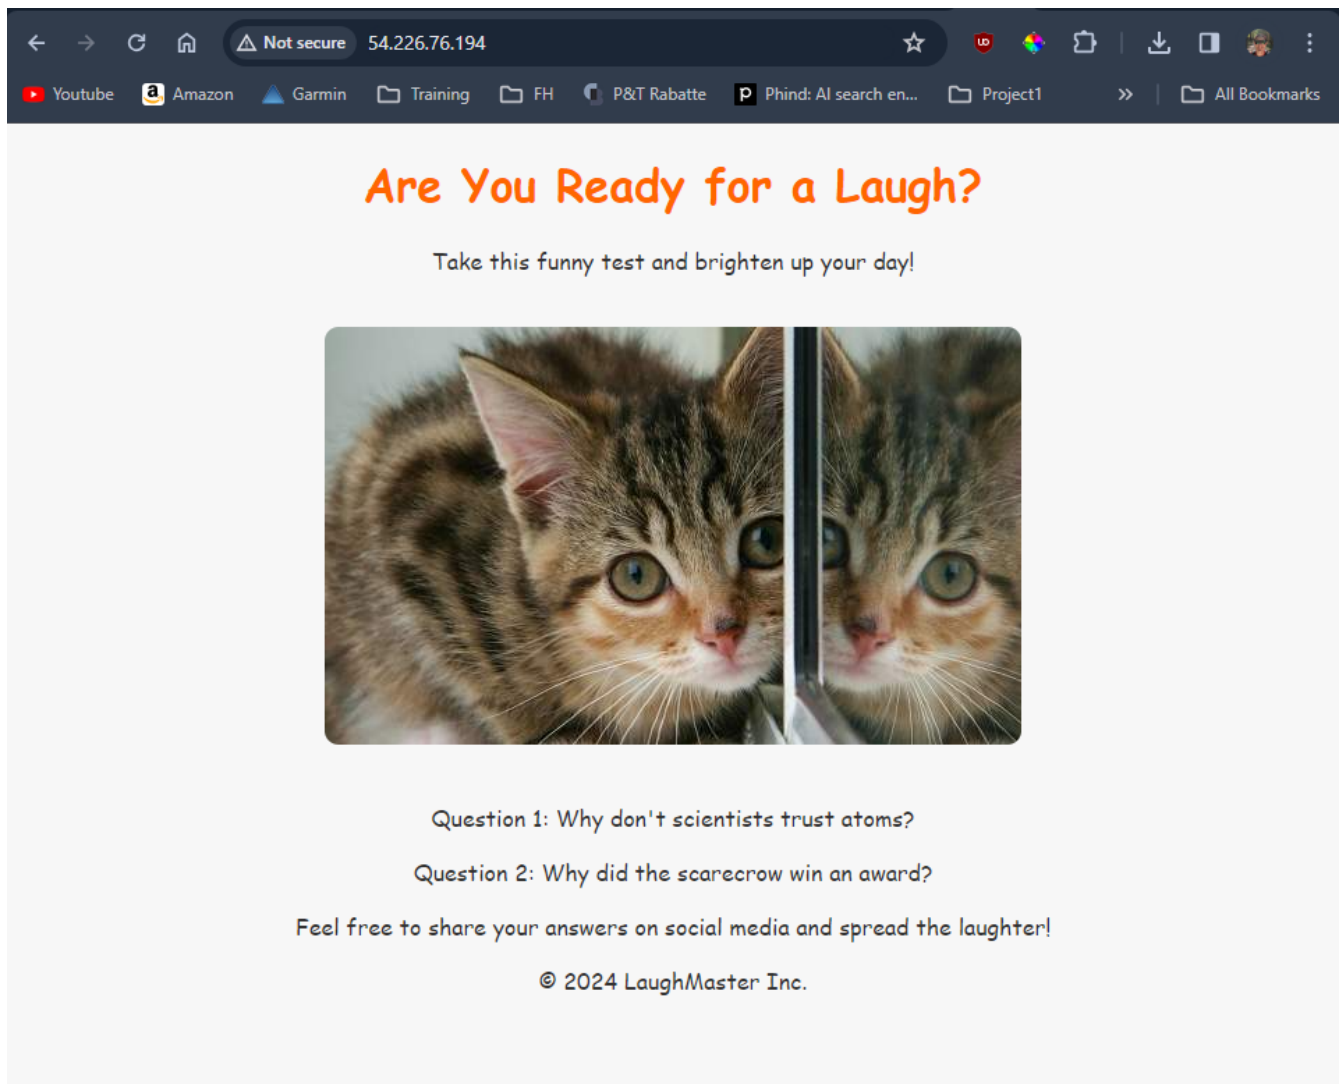 Not secure 54.226.76.194
Youtube Amazon Garmin Training FH P&T Rabatte Phind: AI search en... Project1 All Bookmarks
Are You Ready for a Laugh?
Take this funny test and brighten up your day!
Question 1: Why don't scientists trust atoms?
Question 2: Why did the scarecrow win an award?
Feel free to share your answers on social media and spread the laughter!
© 2024 LaughMaster Inc.